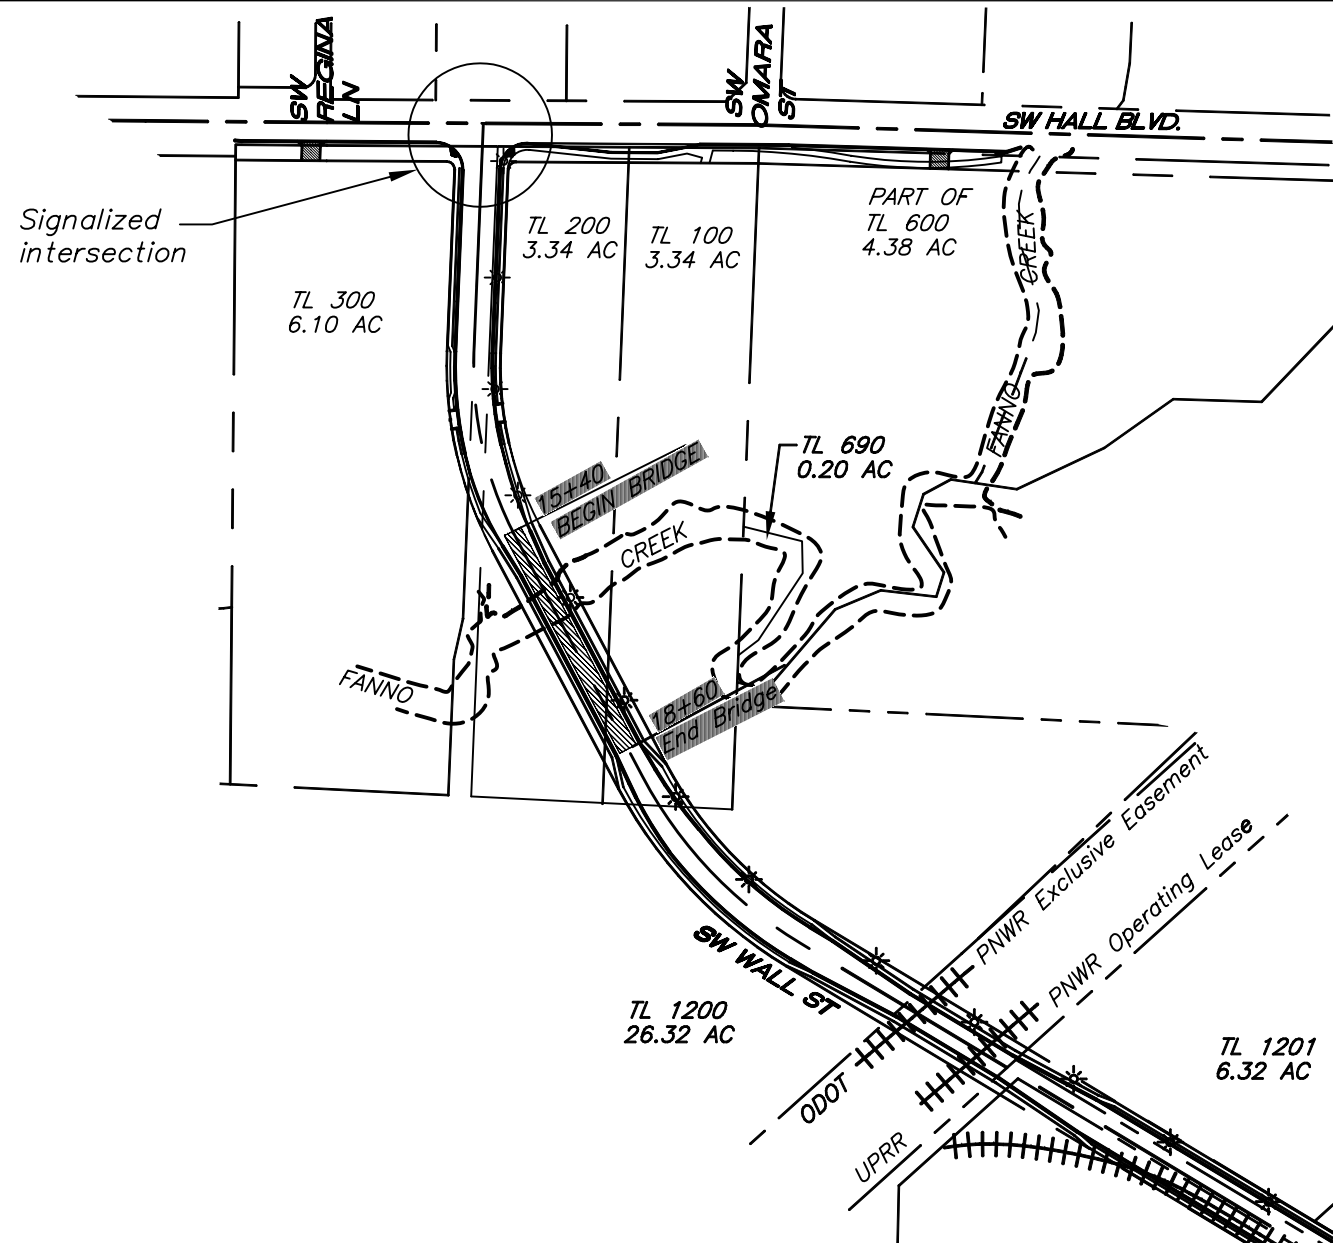 SW
REGINA
LN
SW
OMARA
ST
SW HALL BLVD.
Signalized
intersection
TL 200
3.34 AC
TL 100
3.34 AC
PART OF
TL 600
4.38 AC
CREEK
TL 300
6.10 AC
FANNO
TL 690
0.20 AC
15+40
BEGIN BRIDGE
CREEK
FANNO
18+60
End Bridge
PNWR Exclusive Easement
PNWR Operating Lease
SW WALL ST
TL 1200
26.32 AC
TL 1201
6.32 AC
ODOT
UPRR